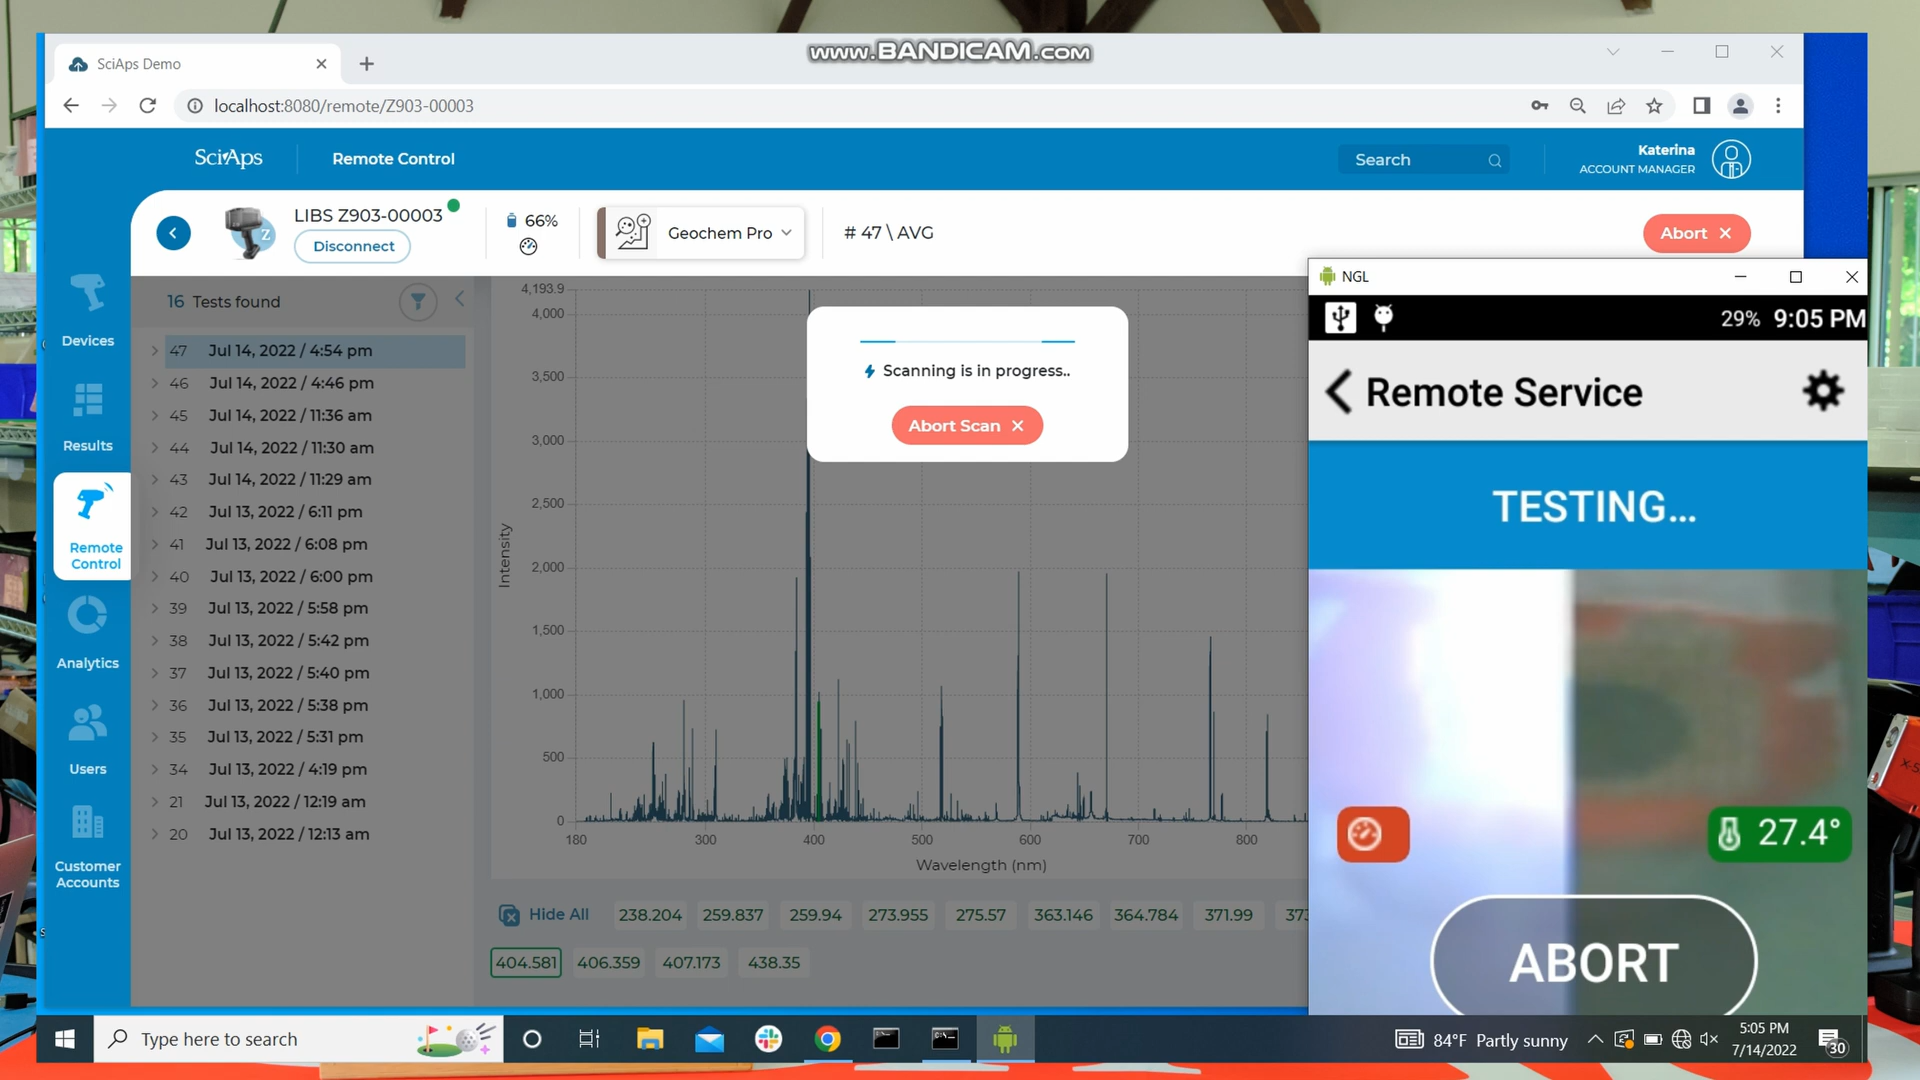 www.BANDICAM.com
SciAps Demo
localhost:8080/remote/Z903-00003
SciAps
Remote Control
Search
Katerina
ACCOUNT MANAGER
LIBS Z903-00003
Disconnect
66%
Geochem Pro
# 47 \ AVG
Abort
Devices
Results
Remote
Control
Analytics
Users
Customer
Accounts
16 Tests found
47 Jul 14, 2022 / 4:54 pm
46 Jul 14, 2022 / 4:46 pm
45 Jul 14, 2022 / 11:36 am
44 Jul 14, 2022 / 11:30 am
43 Jul 14, 2022 / 11:29 am
42 Jul 13, 2022 / 6:11 pm
41 Jul 13, 2022 / 6:08 pm
40 Jul 13, 2022 / 6:00 pm
39 Jul 13, 2022 / 5:58 pm
38 Jul 13, 2022 / 5:42 pm
37 Jul 13, 2022 / 5:40 pm
36 Jul 13, 2022 / 5:38 pm
35 Jul 13, 2022 / 5:31 pm
34 Jul 13, 2022 / 4:19 pm
21 Jul 13, 2022 / 12:19 am
20 Jul 13, 2022 / 12:13 am
4,193.9
4,000
3,500
3,000
2,500
2,000
1,500
1,000
500
0
Intensity
180 300 400 500 600 700 800
Wavelength (nm)
Scanning is in progress..
Abort Scan
Hide All 238.204 259.837 259.94 273.955 275.57 363.146 364.784 371.99
404.581 406.359 407.173 438.35
NGL
29% 9:05 PM
Remote Service
TESTING...
27.4°
ABORT
Type here to search
84°F Partly sunny
5:05 PM
7/14/2022
30